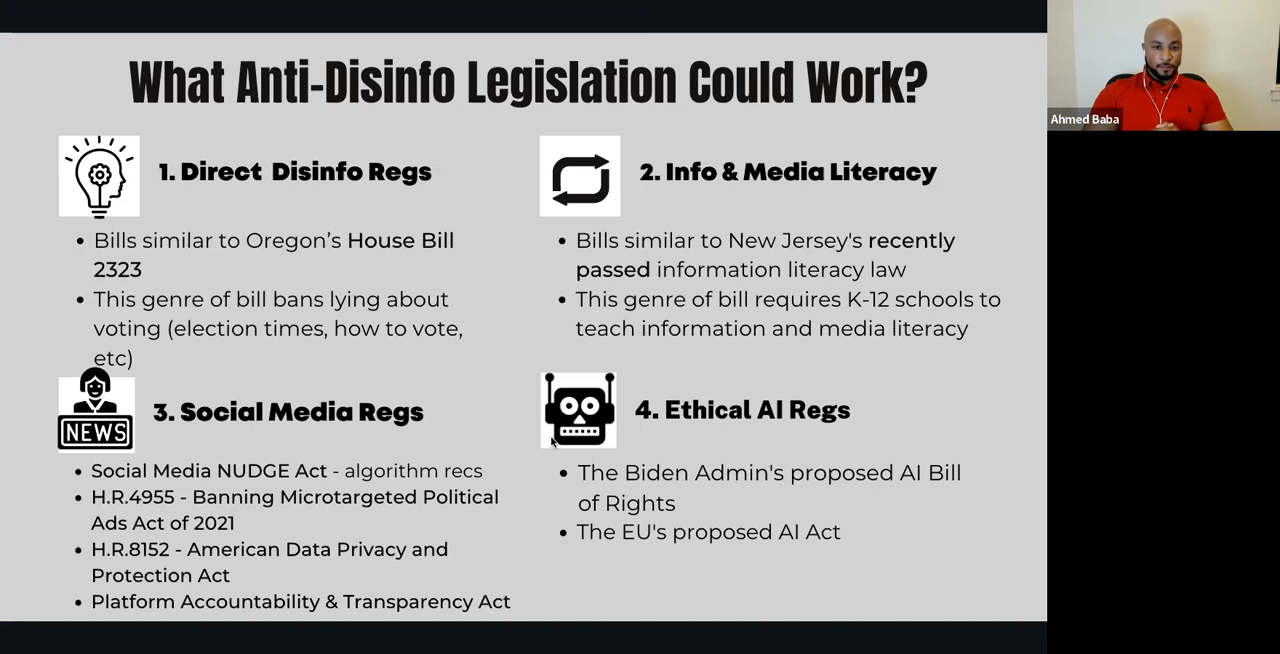 What Anti-Disinfo Legislation Could Work?
Ahmed Baba
1. Direct Disinfo Regs
Bills similar to Oregon's House Bill
2323
This genre of bill bans lying about
voting (election times, how to vote,
etc)
2. Info & Media Literacy
Bills similar to New Jersey's recently
passed information literacy law
This genre of bill requires K-12 schools to
teach information and media literacy
NEWS
3. Social Media Regs
Social Media NUDGE Act - algorithm recs
H.R.4955 - Banning Microtargeted Political
Ads Act of 2021
H.R.8152 - American Data Privacy and
Protection Act
Platform Accountability & Transparency Act
4. Ethical AI Regs
The Biden Admin's proposed AI Bill
of Rights
The EU's proposed AI Act